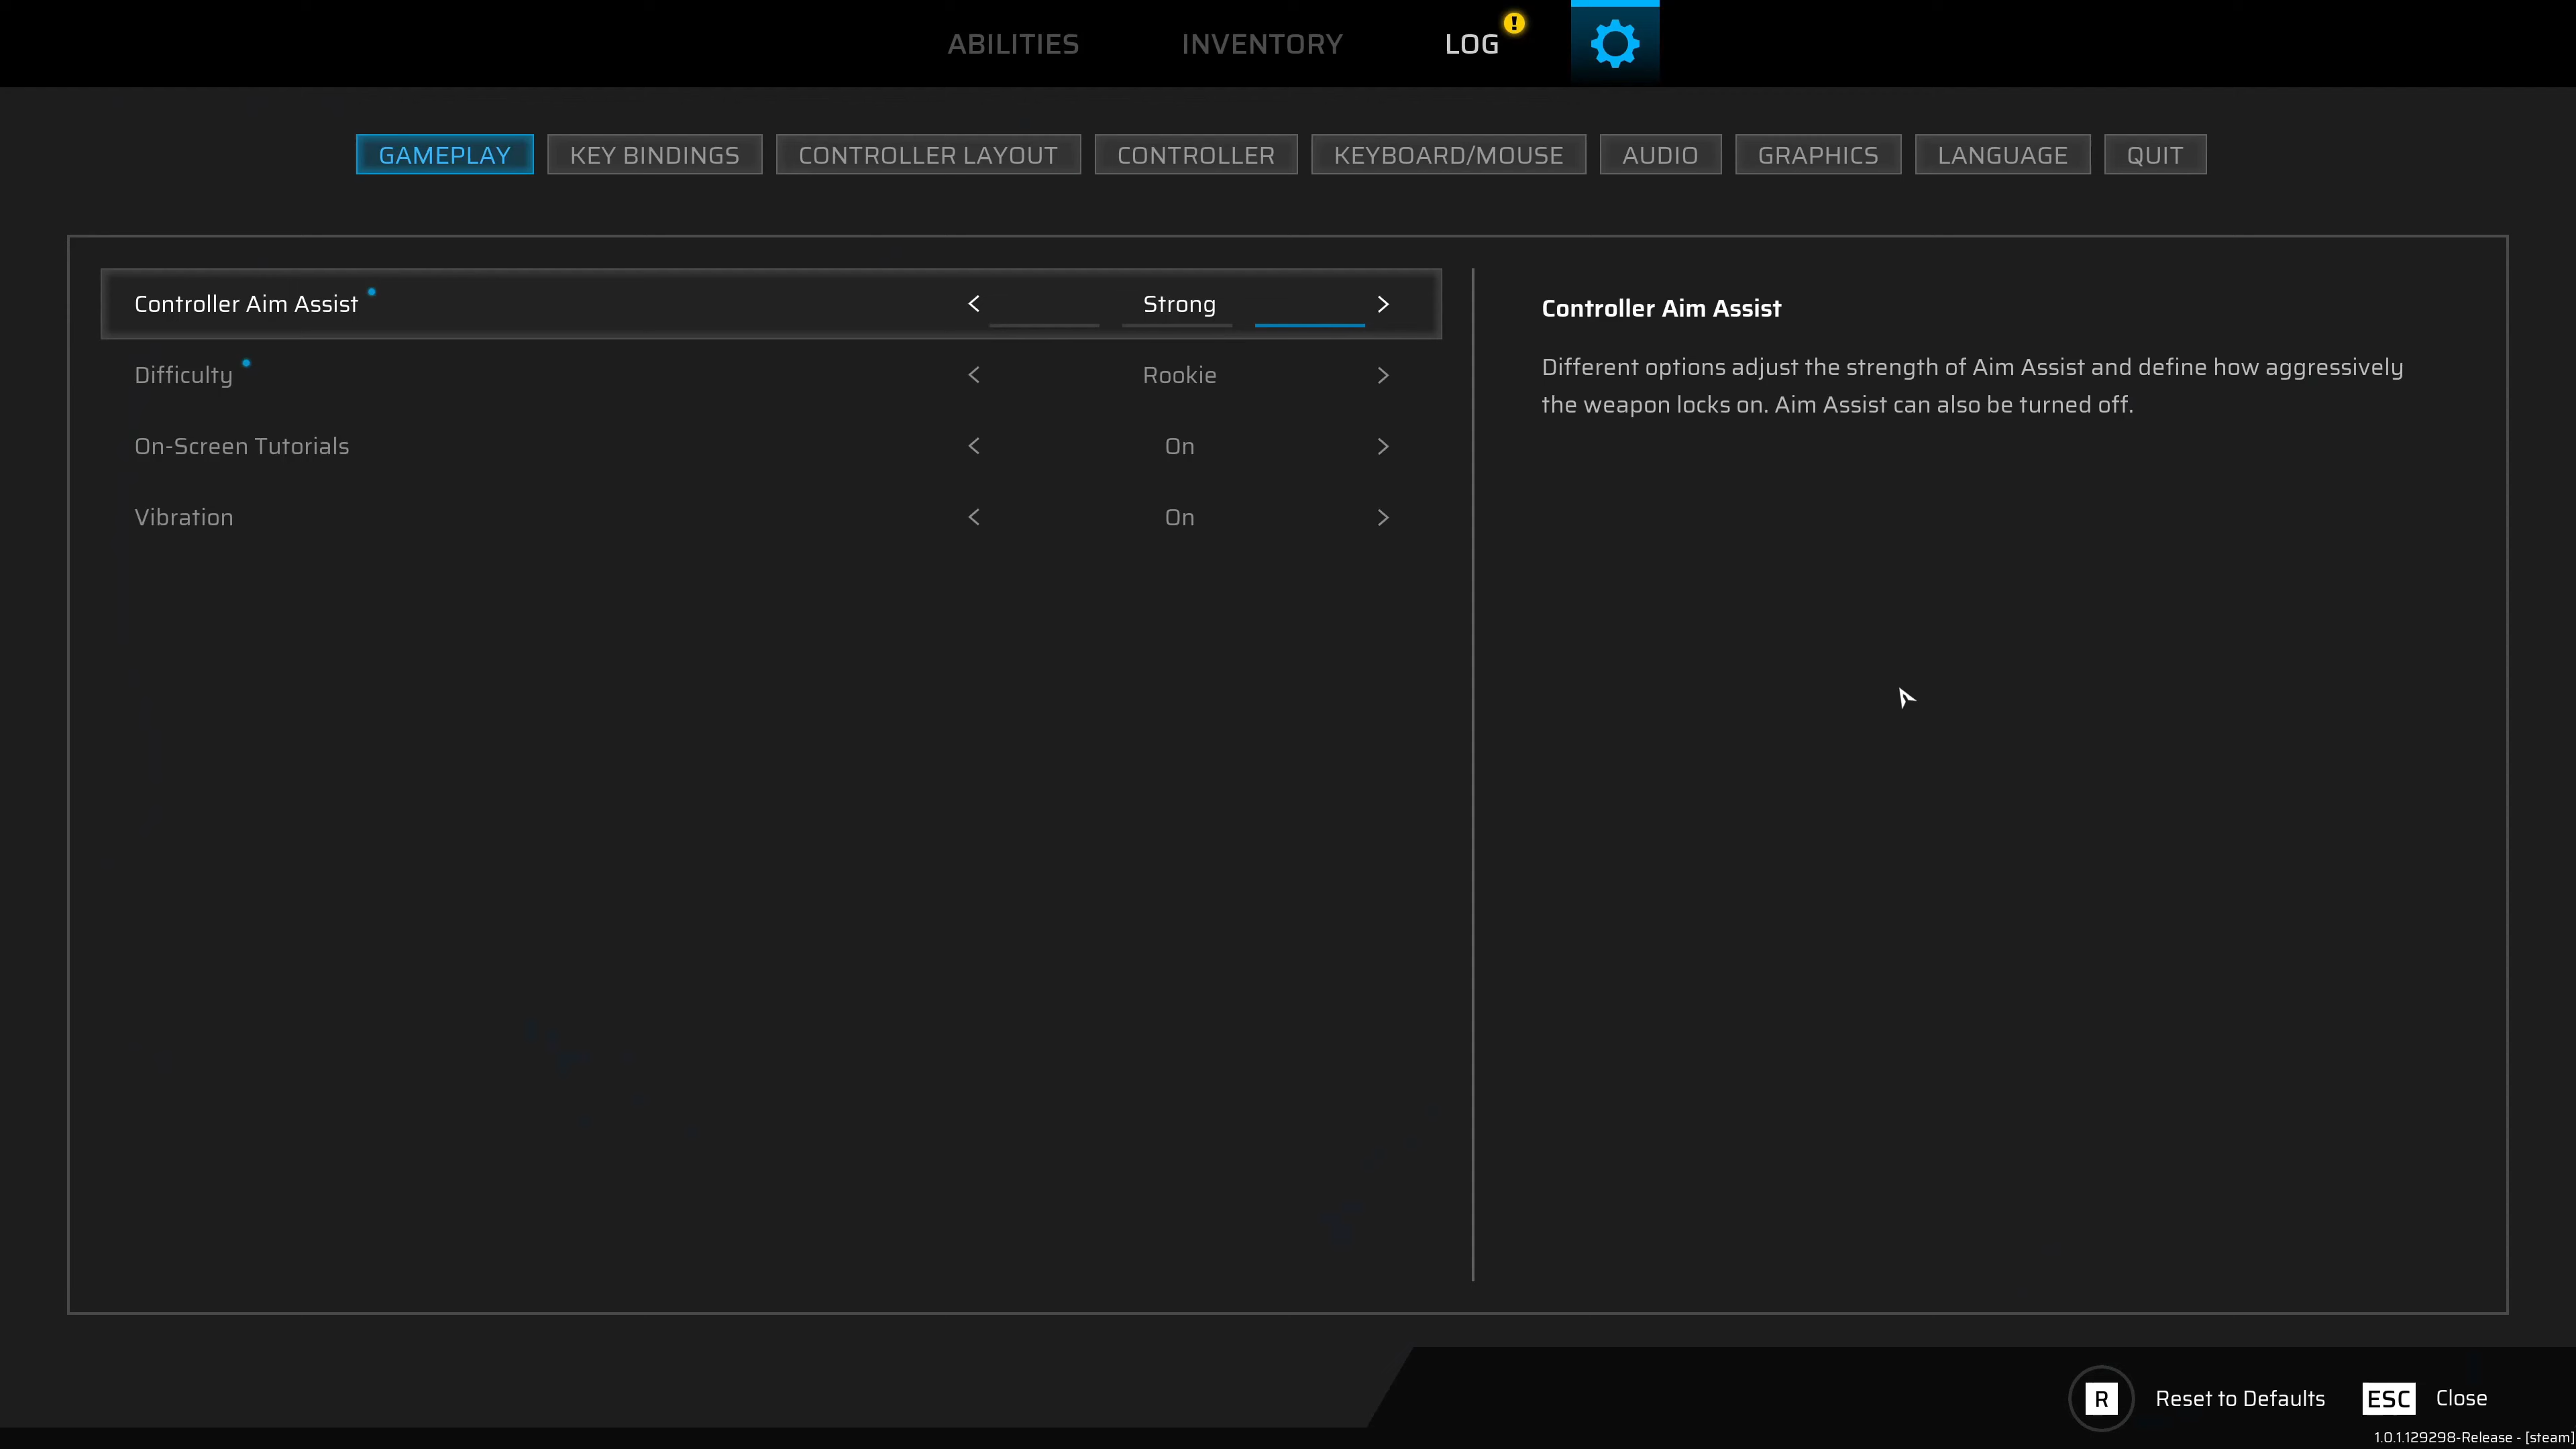 ABILITIES INVENTORY LOG !
GAMEPLAY KEY BINDINGS CONTROLLER LAYOUT CONTROLLER KEYBOARD/MOUSE AUDIO GRAPHICS LANGUAGE QUIT
Controller Aim Assist < Strong >
Difficulty < Rookie >
On-Screen Tutorials < On >
Vibration < On >
Controller Aim Assist
Different options adjust the strength of Aim Assist and define how aggressively
the weapon locks on. Aim Assist can also be turned off.
R Reset to Defaults ESC Close
1.0.1.129298-Release - [steam]